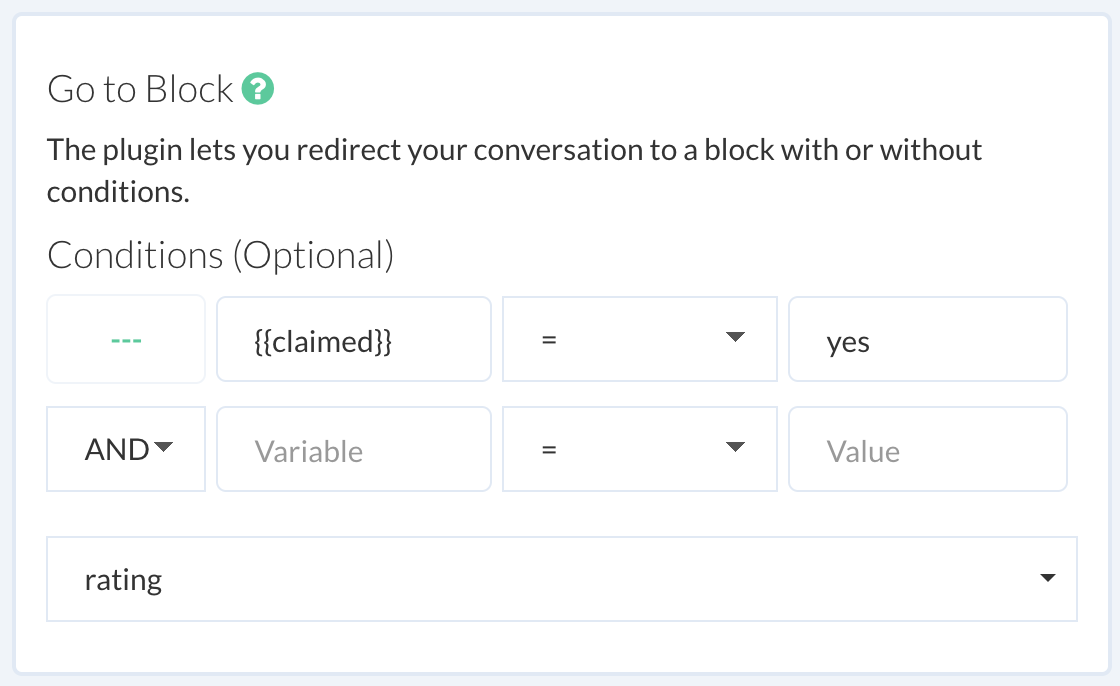 Go to Block ?
The plugin lets you redirect your conversation to a block with or without
conditions.
Conditions (Optional)
--- {{claimed}} = yes
AND Variable = Value
rating